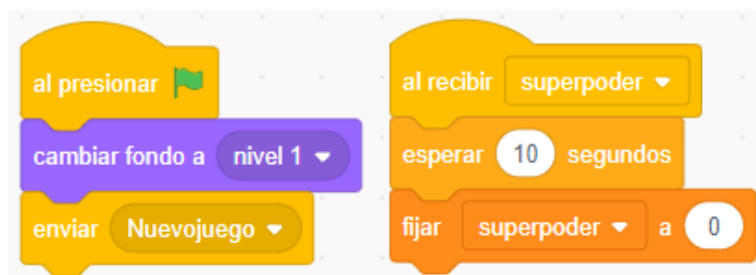 al presionar
cambiar fondo a nivel 1
enviar Nuevojuego
al recibir superpoder
esperar 10 segundos
fijar superpoder a 0